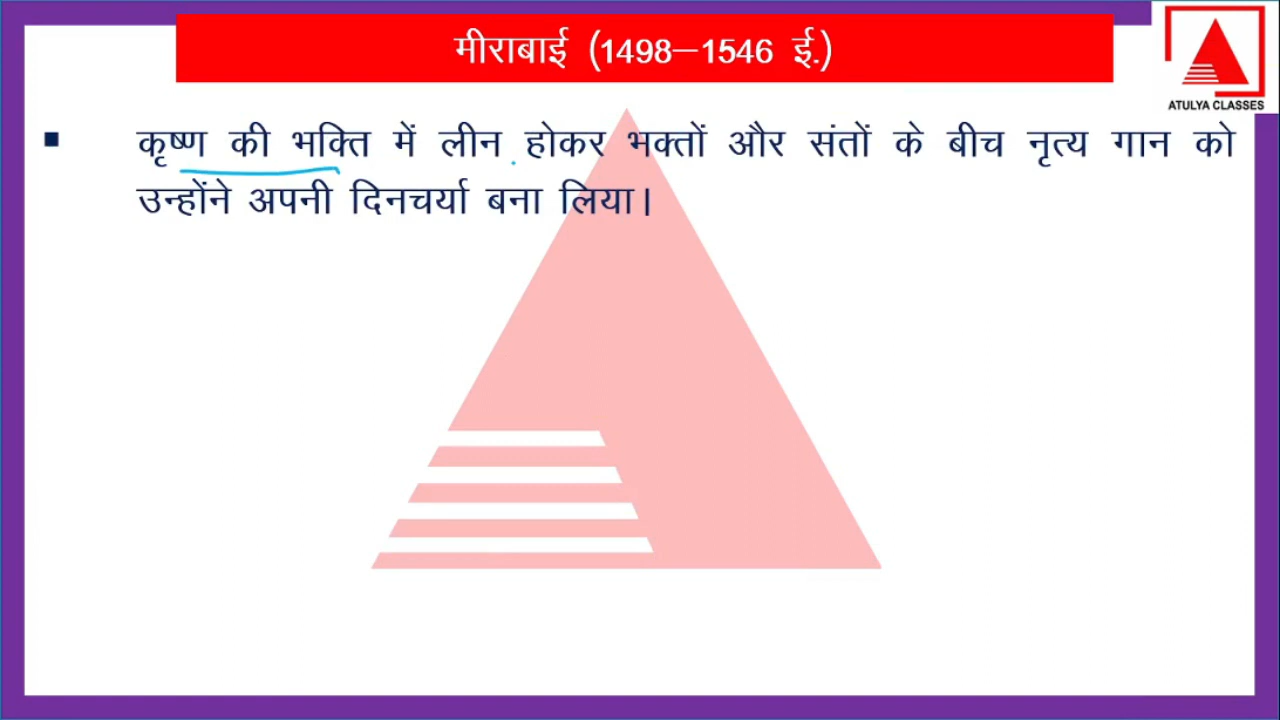 मीराबाई (1498–1546 ई.)
ATULYA CLASSES
▪ कृष्ण की भक्ति में लीन होकर भक्तों और संतों के बीच नृत्य गान को
उन्होंने अपनी दिनचर्या बना लिया।